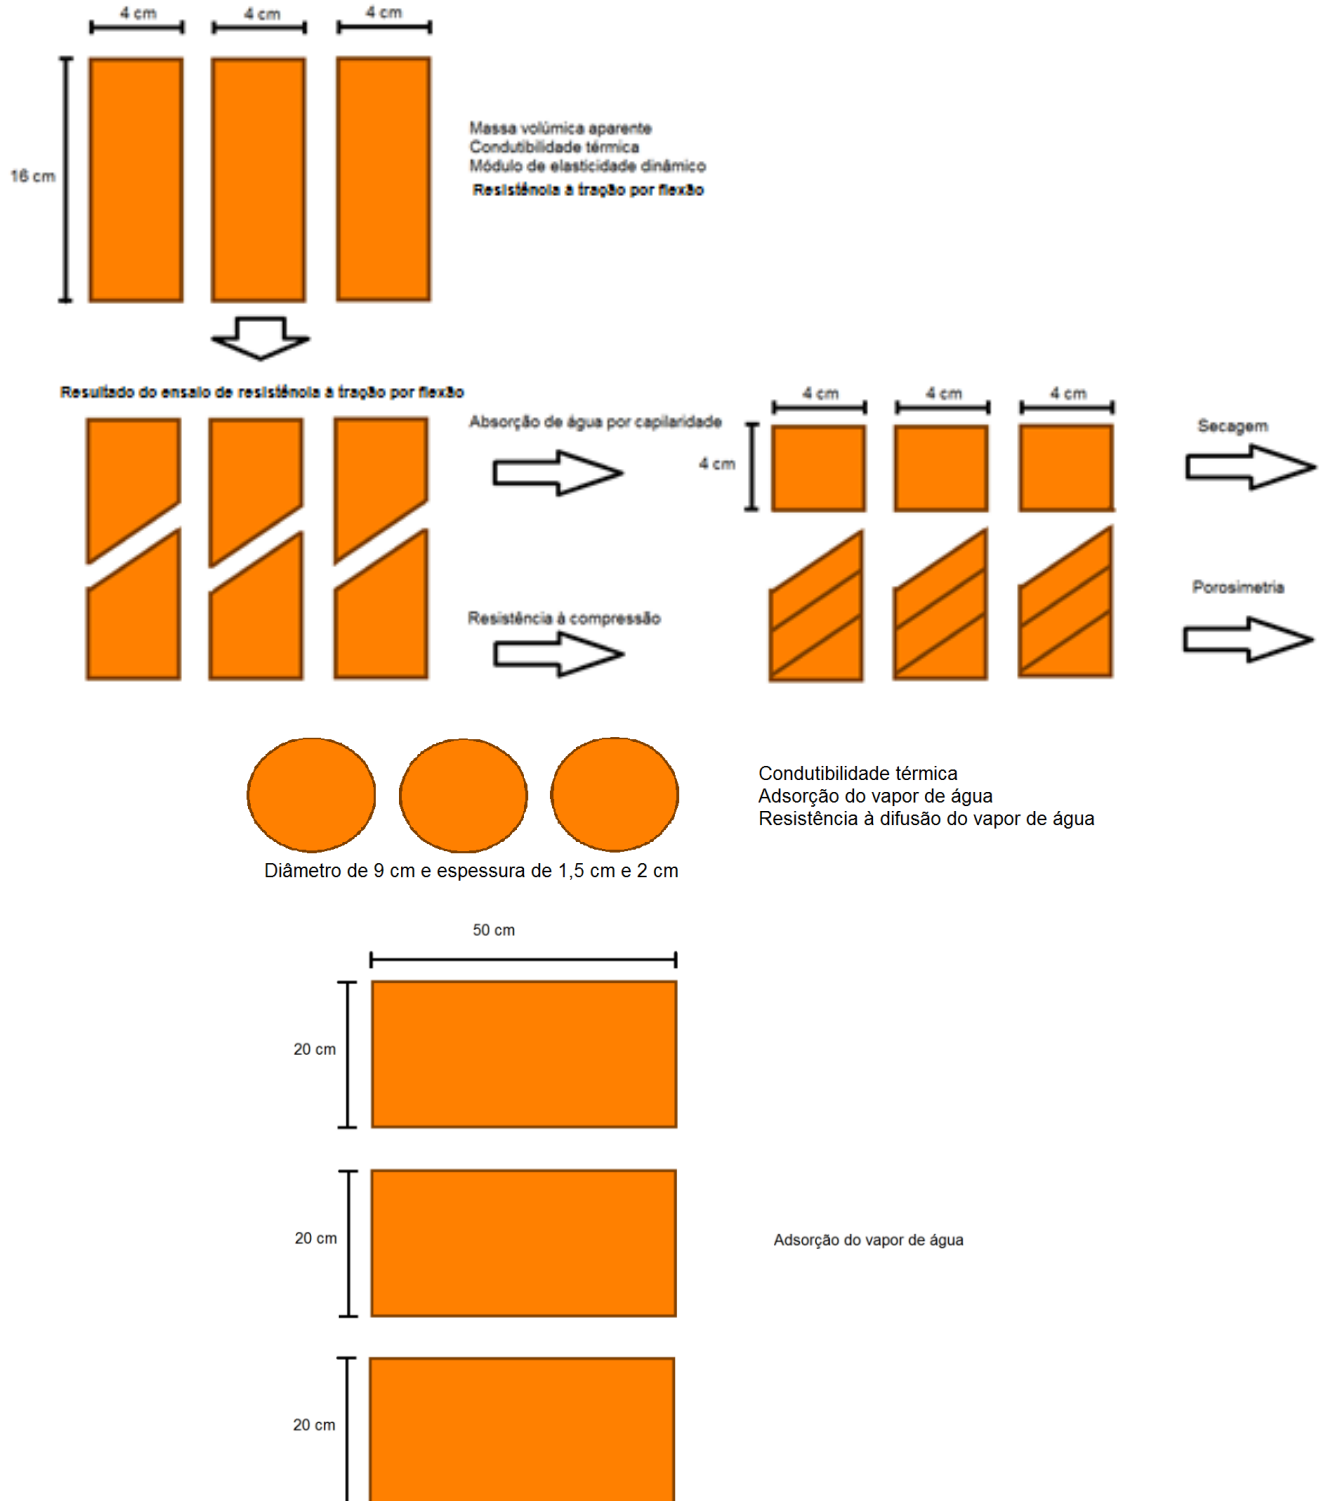 4 cm
4 cm
4 cm
16 cm
Massa volúmica aparente
Condutibilidade térmica
Módulo de elasticidade dinâmico
Resistência à tração por flexão
Resultado do ensaio de resistência à tração por flexão
Absorção de água por capilaridade
4 cm
4 cm
4 cm
4 cm
Secagem
Resistência à compressão
Porosimetria
Condutibilidade térmica
Adsorção do vapor de água
Resistência à difusão do vapor de água
Diâmetro de 9 cm e espessura de 1,5 cm e 2 cm
50 cm
20 cm
20 cm
Adsorção do vapor de água
20 cm